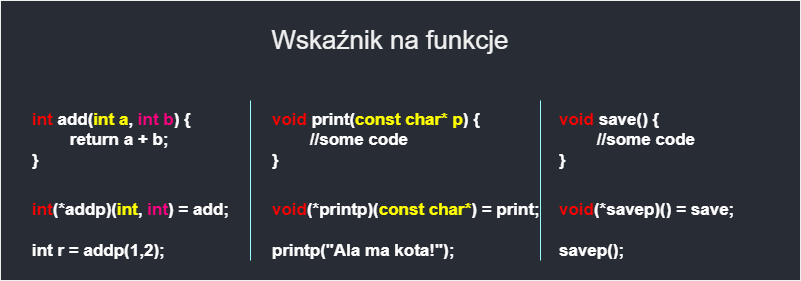 Wskaźnik na funkcje
int add(int a, int b) {
return a + b;
}
int(*addp)(int, int) = add;
int r = addp(1,2);
void print(const char* p) {
//some code
}
void(*printp)(const char*) = print;
printp("Ala ma kota!");
void save() {
//some code
}
void(*savep)() = save;
savep();